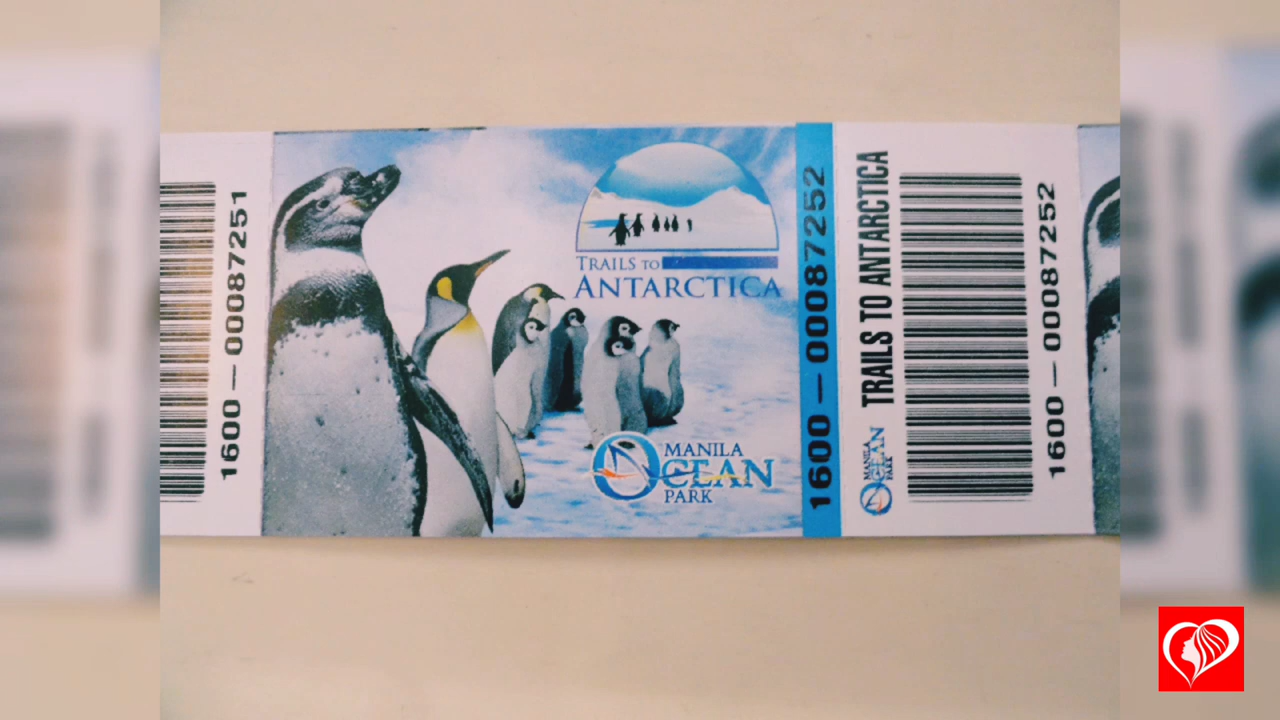 1600 — 00087251
TRAILS TO
ANTARCTICA
MANILA
OCEAN
PARK
1600 — 00087252
TRAILS TO ANTARCTICA
MANILA
OCEAN
PARK
1600 — 00087252